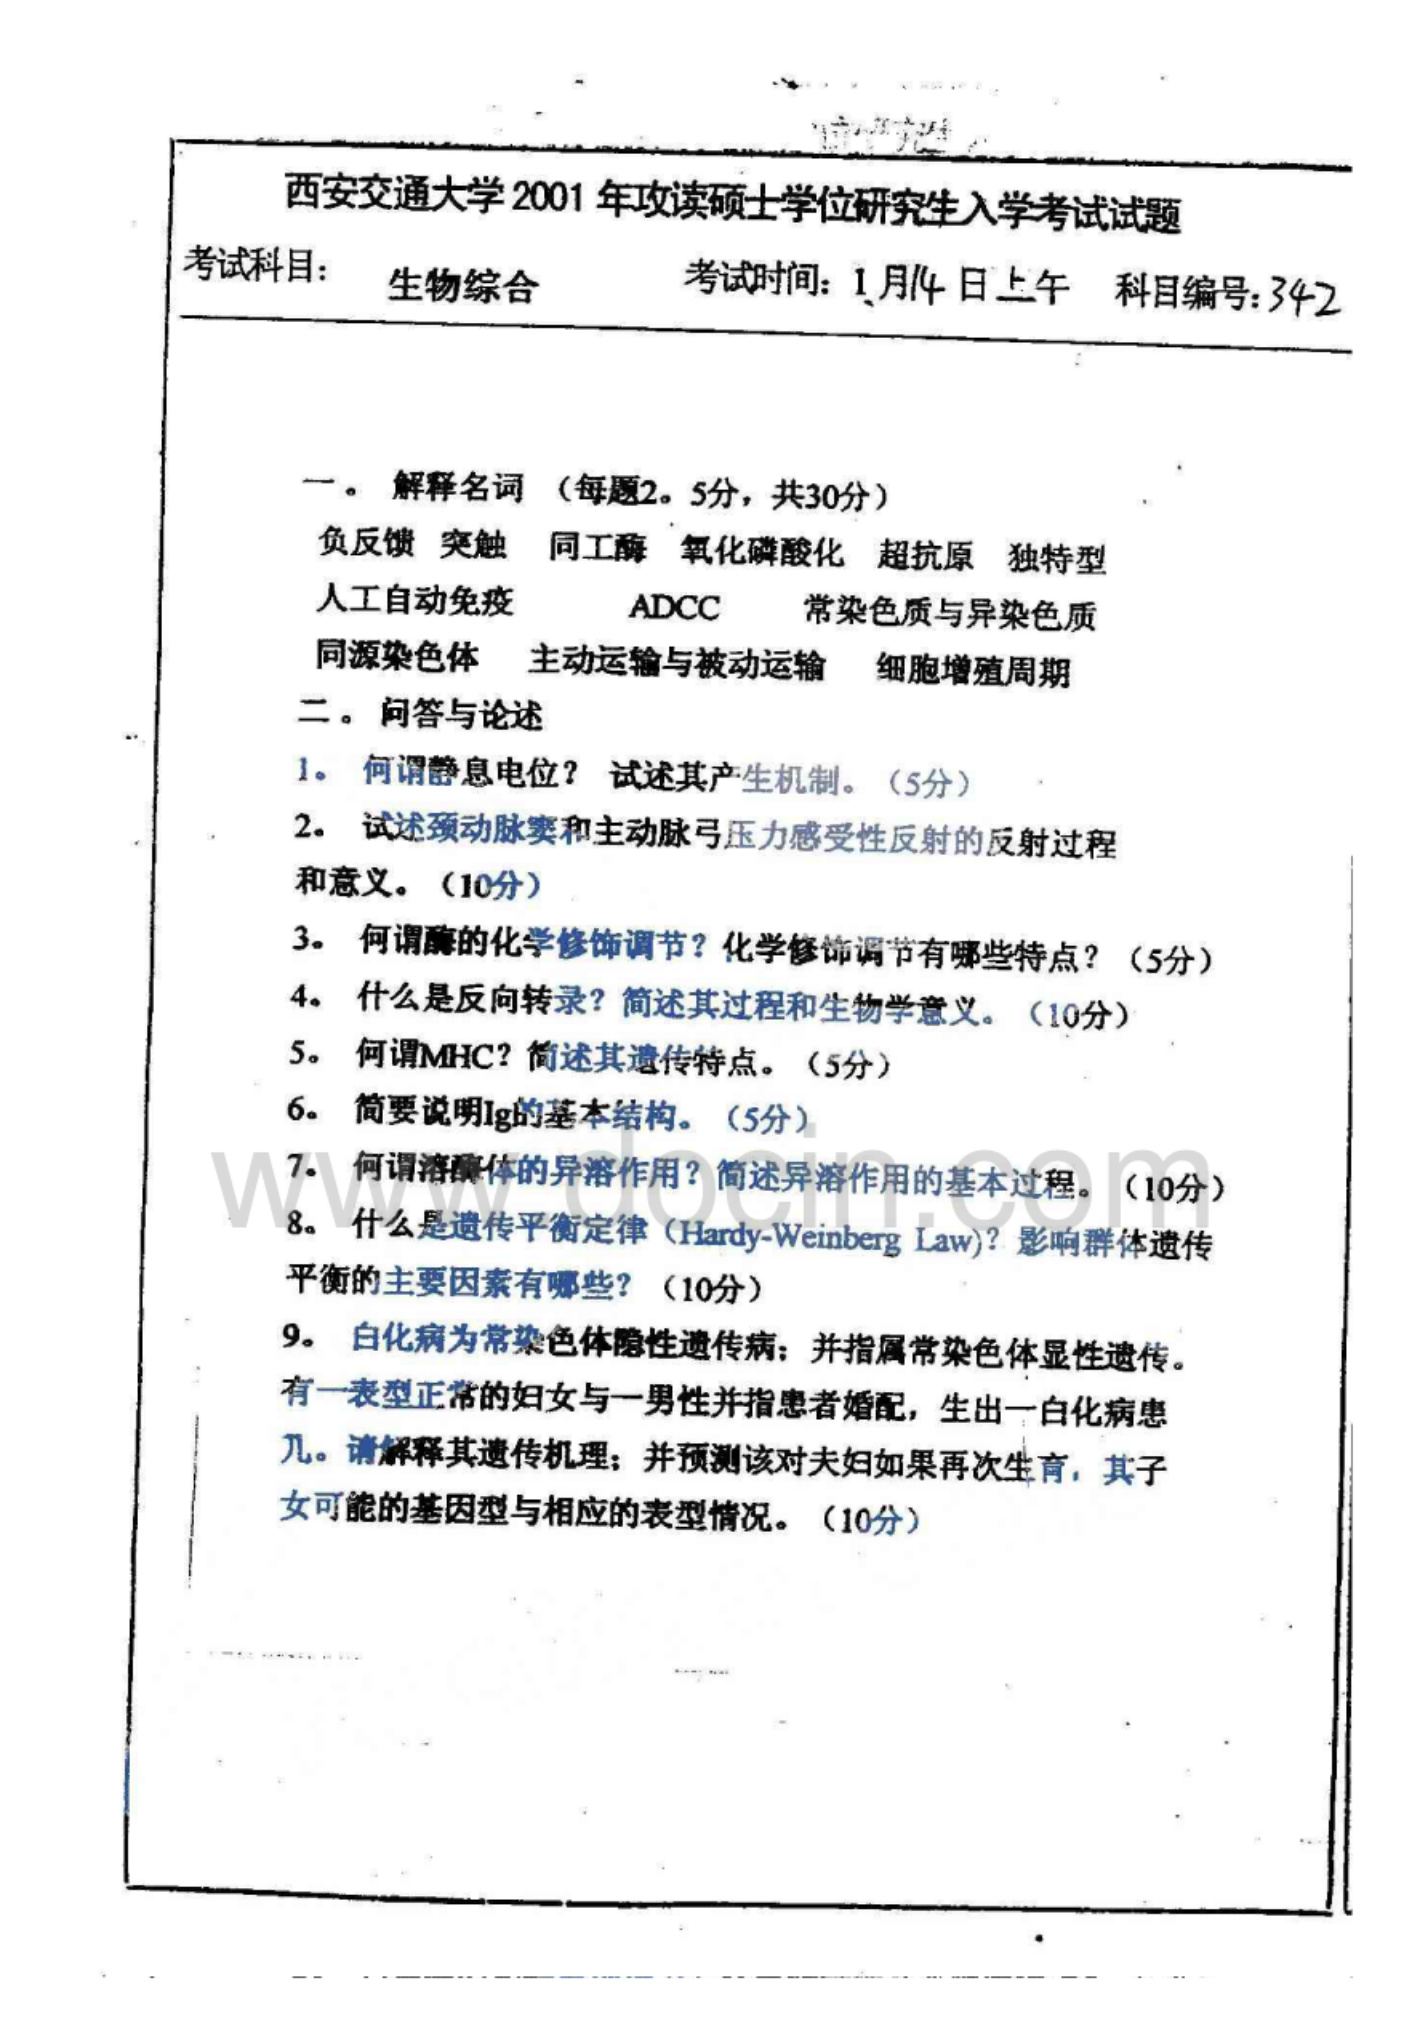 西安交通大学2001年攻读硕士学位研究生入学考试试题
考试科目： 生物综合 考试时间：1月14日上午 科目编号：342
一。 解释名词 （每题2。5分，共30分）
负反馈 突触 同工酶 氧化磷酸化 超抗原 独特型
人工自动免疫 ADCC 常染色质与异染色质
同源染色体 主动运输与被动运输 细胞增殖周期
二。问答与论述
1。 何谓静息电位？ 试述其产生机制。（5分）
2。 试述颈动脉窦和主动脉弓压力感受性反射的反射过程
和意义。（10分）
3。 何谓酶的化学修饰调节？化学修饰调节有哪些特点？（5分）
4。 什么是反向转录？简述其过程和生物学意义。（10分）
5。 何谓MHC？简述其遗传特点。（5分）
6。 简要说明Ig的基本结构。（5分）
7。 何谓溶酶体的异溶作用？简述异溶作用的基本过程。（10分）
8。 什么是遗传平衡定律（Hardy-Weinberg Law)？影响群体遗传
平衡的主要因素有哪些？（10分）
9。 白化病为常染色体隐性遗传病；并指属常染色体显性遗传。
有一表型正常的妇女与一男性并指患者婚配，生出一白化病患
儿。请解释其遗传机理；并预测该对夫妇如果再次生育，其子
女可能的基因型与相应的表型情况。（10分）
www.docin.com